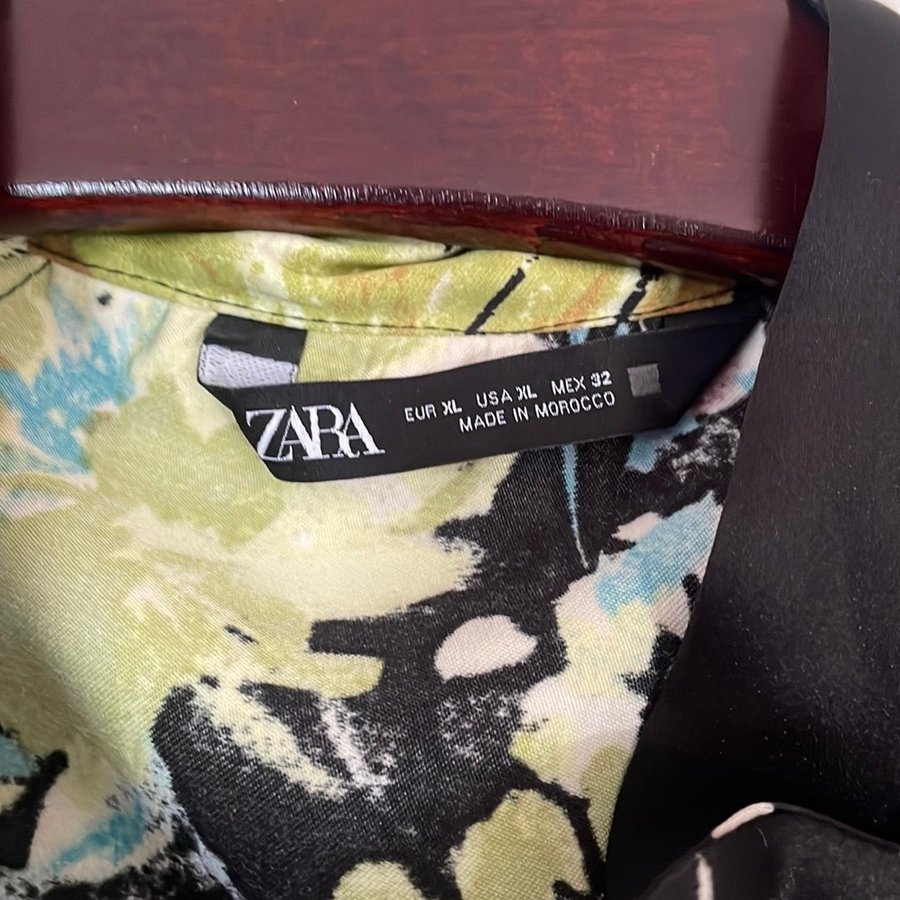 ZARA
EUR XL USA XL MEX 32
MADE IN MOROCCO